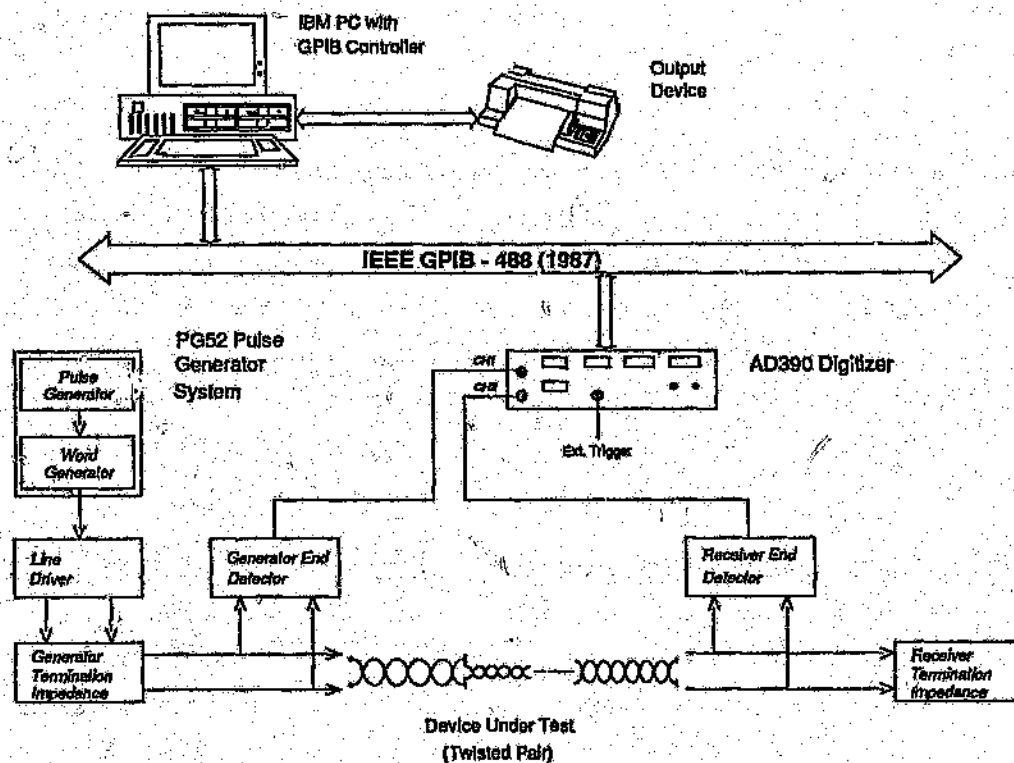 IBM PC with
GPIB Controller
Output
Device
IEEE GPIB - 488 (1987)
PG52 Pulse
Generator
System
Pulse
Generator
Word
Generator
Line
Driver
Generator
Termination
Impedance
Generator End
Detector
CH1
CH2
AD390 Digitizer
Ext. Trigger
Receiver End
Detector
Receiver
Termination
Impedance
Device Under Test
(Twisted Pair)